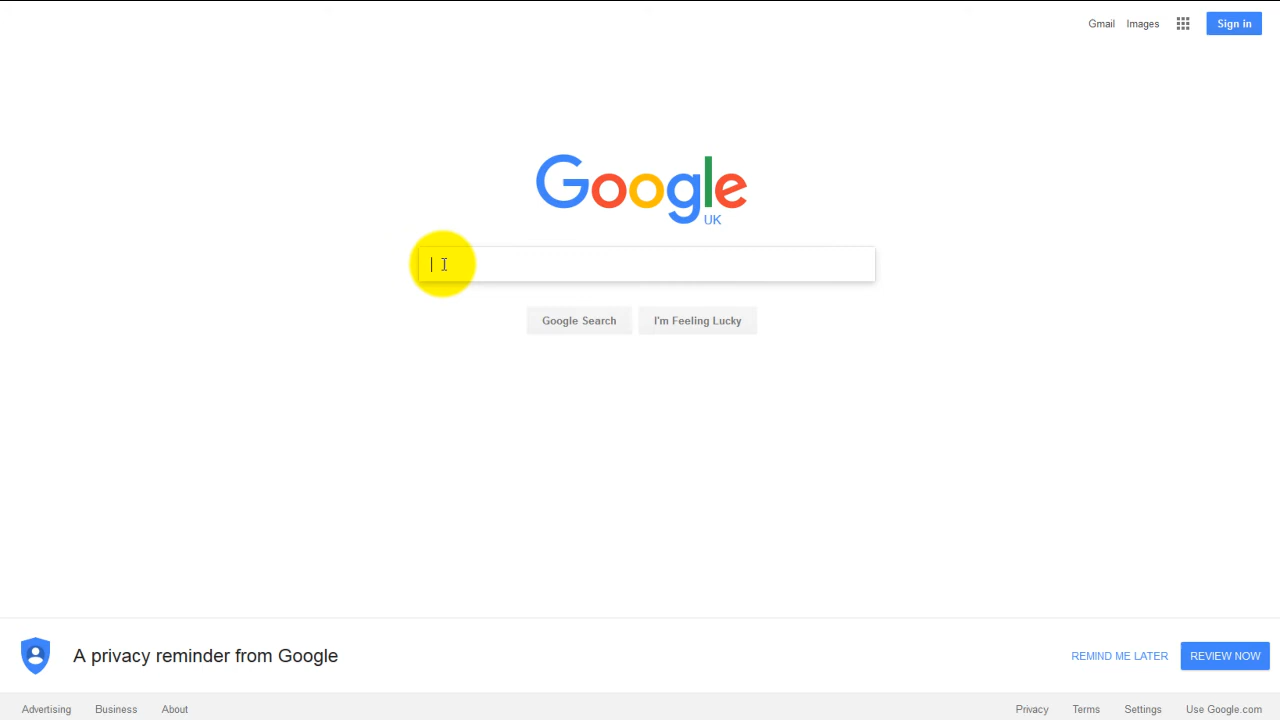 Gmail Images Sign in
Google
UK
Google Search I'm Feeling Lucky
A privacy reminder from Google REMIND ME LATER REVIEW NOW
Advertising Business About Privacy Terms Settings Use Google.com